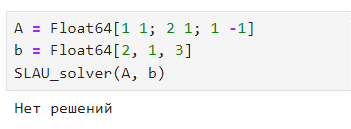 A = Float64[1 1; 2 1; 1 -1]
b = Float64[2, 1, 3]
SLAU_solver(A, b)
Нет решений